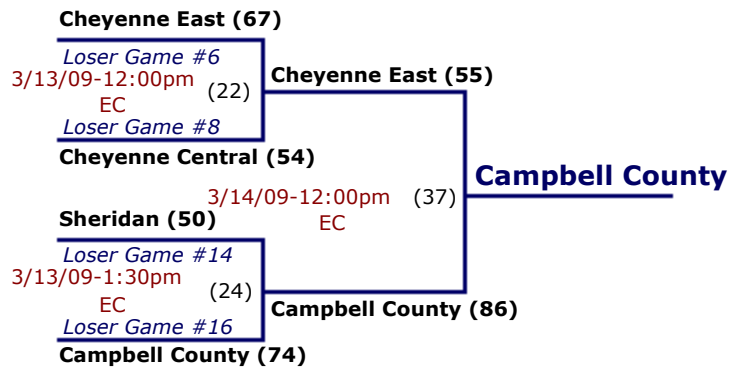 Cheyenne East (67)
Loser Game #6
3/13/09-12:00pm
EC
(22)
Loser Game #8
Cheyenne Central (54)
Cheyenne East (55)
3/14/09-12:00pm
EC
(37)
Campbell County
Sheridan (50)
Loser Game #14
3/13/09-1:30pm
EC
(24)
Loser Game #16
Campbell County (74)
Campbell County (86)